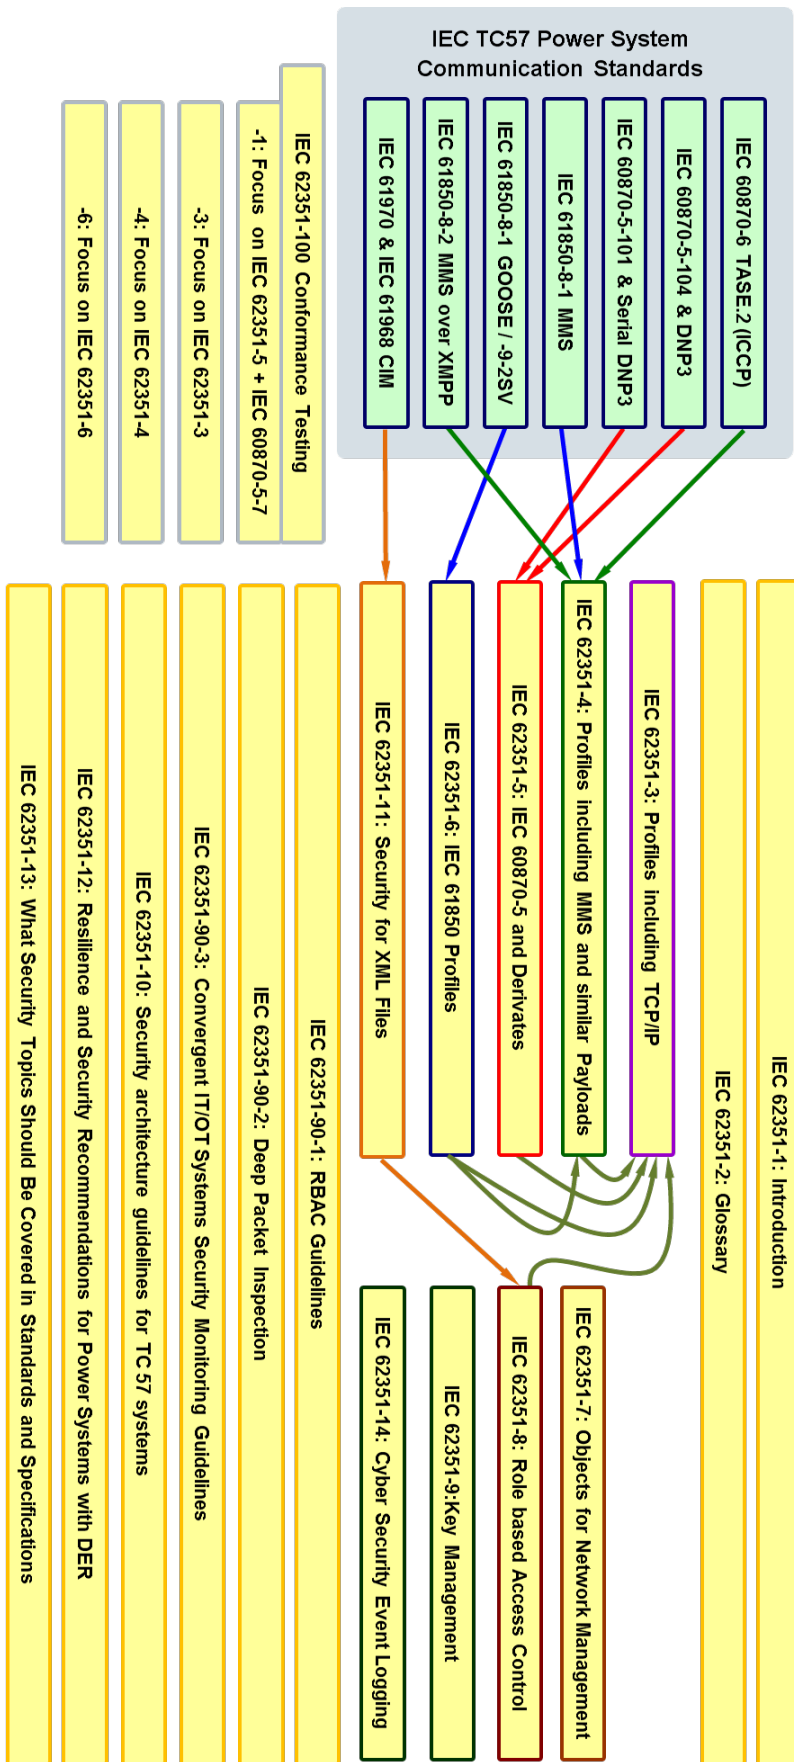 IEC TC57 Power System
Communication Standards
IEC 60870-6 TASE.2 (ICCP)
IEC 60870-5-104 & DNP3
IEC 60870-5-101 & Serial DNP3
IEC 61850-8-1 MMS
IEC 61850-8-1 GOOSE / -9-2SV
IEC 61850-8-2 MMS over XMPP
IEC 61970 & IEC 61968 CIM
IEC 62351-100 Conformance Testing
-1: Focus on IEC 62351-5 + IEC 60870-5-7
-3: Focus on IEC 62351-3
-4: Focus on IEC 62351-4
-6: Focus on IEC 62351-6
IEC 62351-1: Introduction
IEC 62351-2: Glossary
IEC 62351-3: Profiles including TCP/IP
IEC 62351-4: Profiles including MMS and similar Payloads
IEC 62351-5: IEC 60870-5 and Derivates
IEC 62351-6: IEC 61850 Profiles
IEC 62351-11: Security for XML Files
IEC 62351-7: Objects for Network Management
IEC 62351-8: Role based Access Control
IEC 62351-9:Key Management
IEC 62351-14: Cyber Security Event Logging
IEC 62351-90-1: RBAC Guidelines
IEC 62351-90-2: Deep Packet Inspection
IEC 62351-90-3: Convergent IT/OT Systems Security Monitoring Guidelines
IEC 62351-10: Security architecture guidelines for TC 57 systems
IEC 62351-12: Resilience and Security Recommendations for Power Systems with DER
IEC 62351-13: What Security Topics Should Be Covered in Standards and Specifications